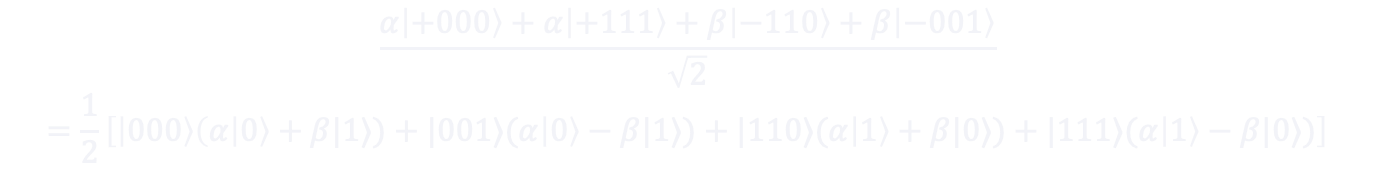 α|+000⟩ + α|+111⟩ + β|−110⟩ + β|−001⟩
√2
= 1/2 [|000⟩(α|0⟩ + β|1⟩) + |001⟩(α|0⟩ − β|1⟩) + |110⟩(α|1⟩ + β|0⟩) + |111⟩(α|1⟩ − β|0⟩)]